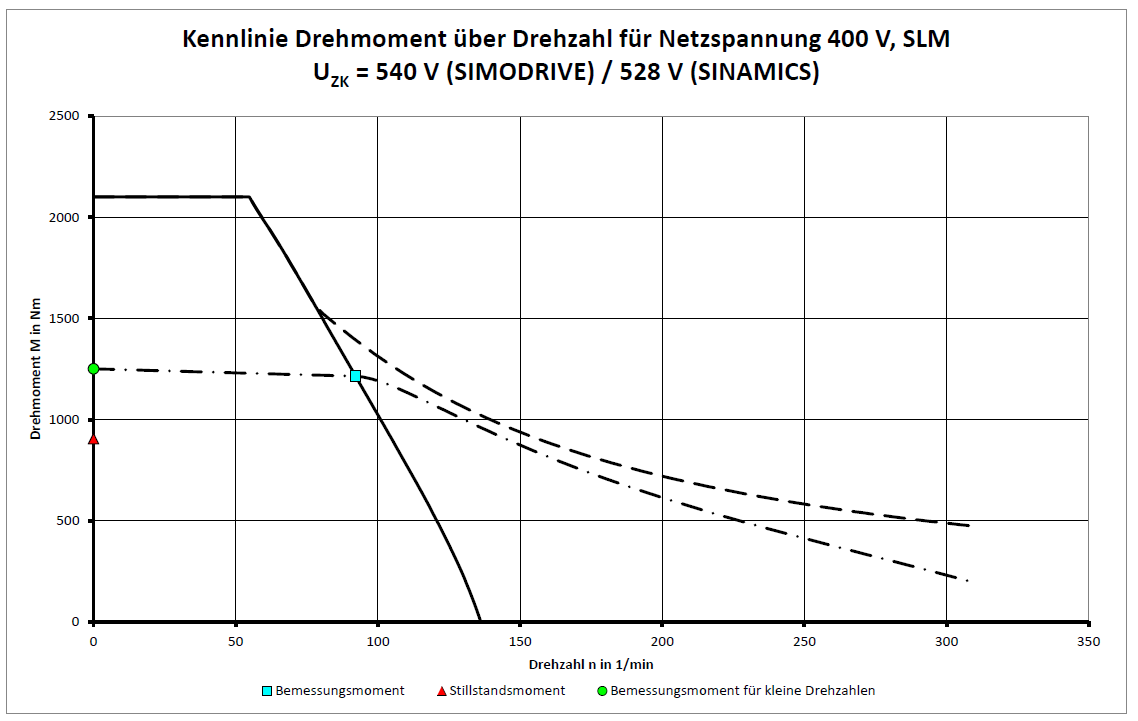 Kennlinie Drehmoment über Drehzahl für Netzspannung 400 V, SLM
UZK = 540 V (SIMODRIVE) / 528 V (SINAMICS)
2500
2000
1500
1000
500
0
Drehmoment M in Nm
0 50 100 150 200 250 300 350
Drehzahl n in 1/min
Bemessungsmoment Stillstandsmoment Bemessungsmoment für kleine Drehzahlen